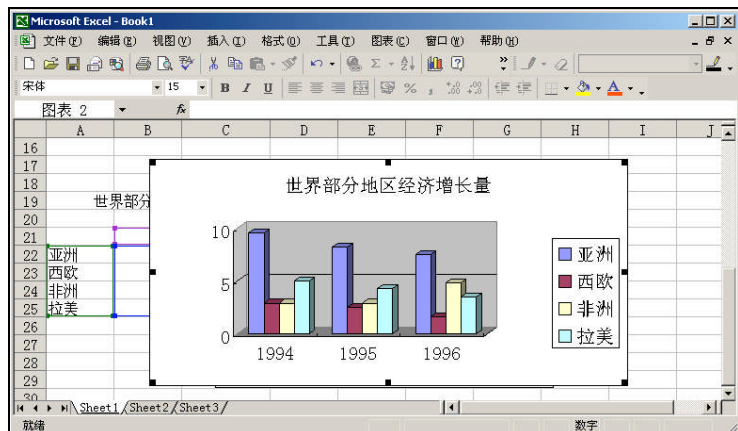 Microsoft Excel - Book1
文件(F) 编辑(E) 视图(V) 插入(I) 格式(O) 工具(T) 图表(C) 窗口(W) 帮助(H)
宋体 15 B I U
图表 2 fx
A B C D E F G H I J
16
17
18
19 世界部分
20
21
22 亚洲
23 西欧
24 非洲
25 拉美
26
27
28
29
30
世界部分地区经济增长量
10
5
0
1994 1995 1996
亚洲
西欧
非洲
拉美
Sheet1 Sheet2 Sheet3
就绪 数字